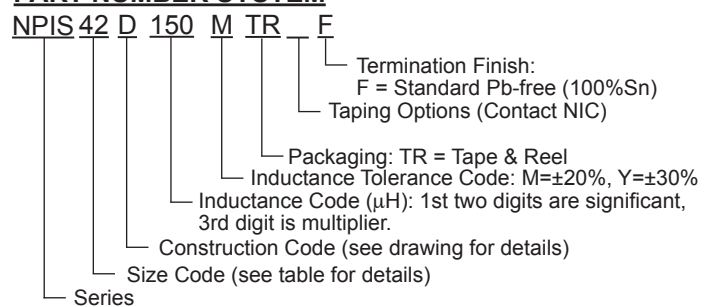 PART NUMBER SYSTEM
NPIS 42 D 150 M TR _ F
Termination Finish:
F = Standard Pb-free (100%Sn)
Taping Options (Contact NIC)
Packaging: TR = Tape & Reel
Inductance Tolerance Code: M=±20%, Y=±30%
Inductance Code (μH): 1st two digits are significant,
3rd digit is multiplier.
Construction Code (see drawing for details)
Size Code (see table for details)
Series